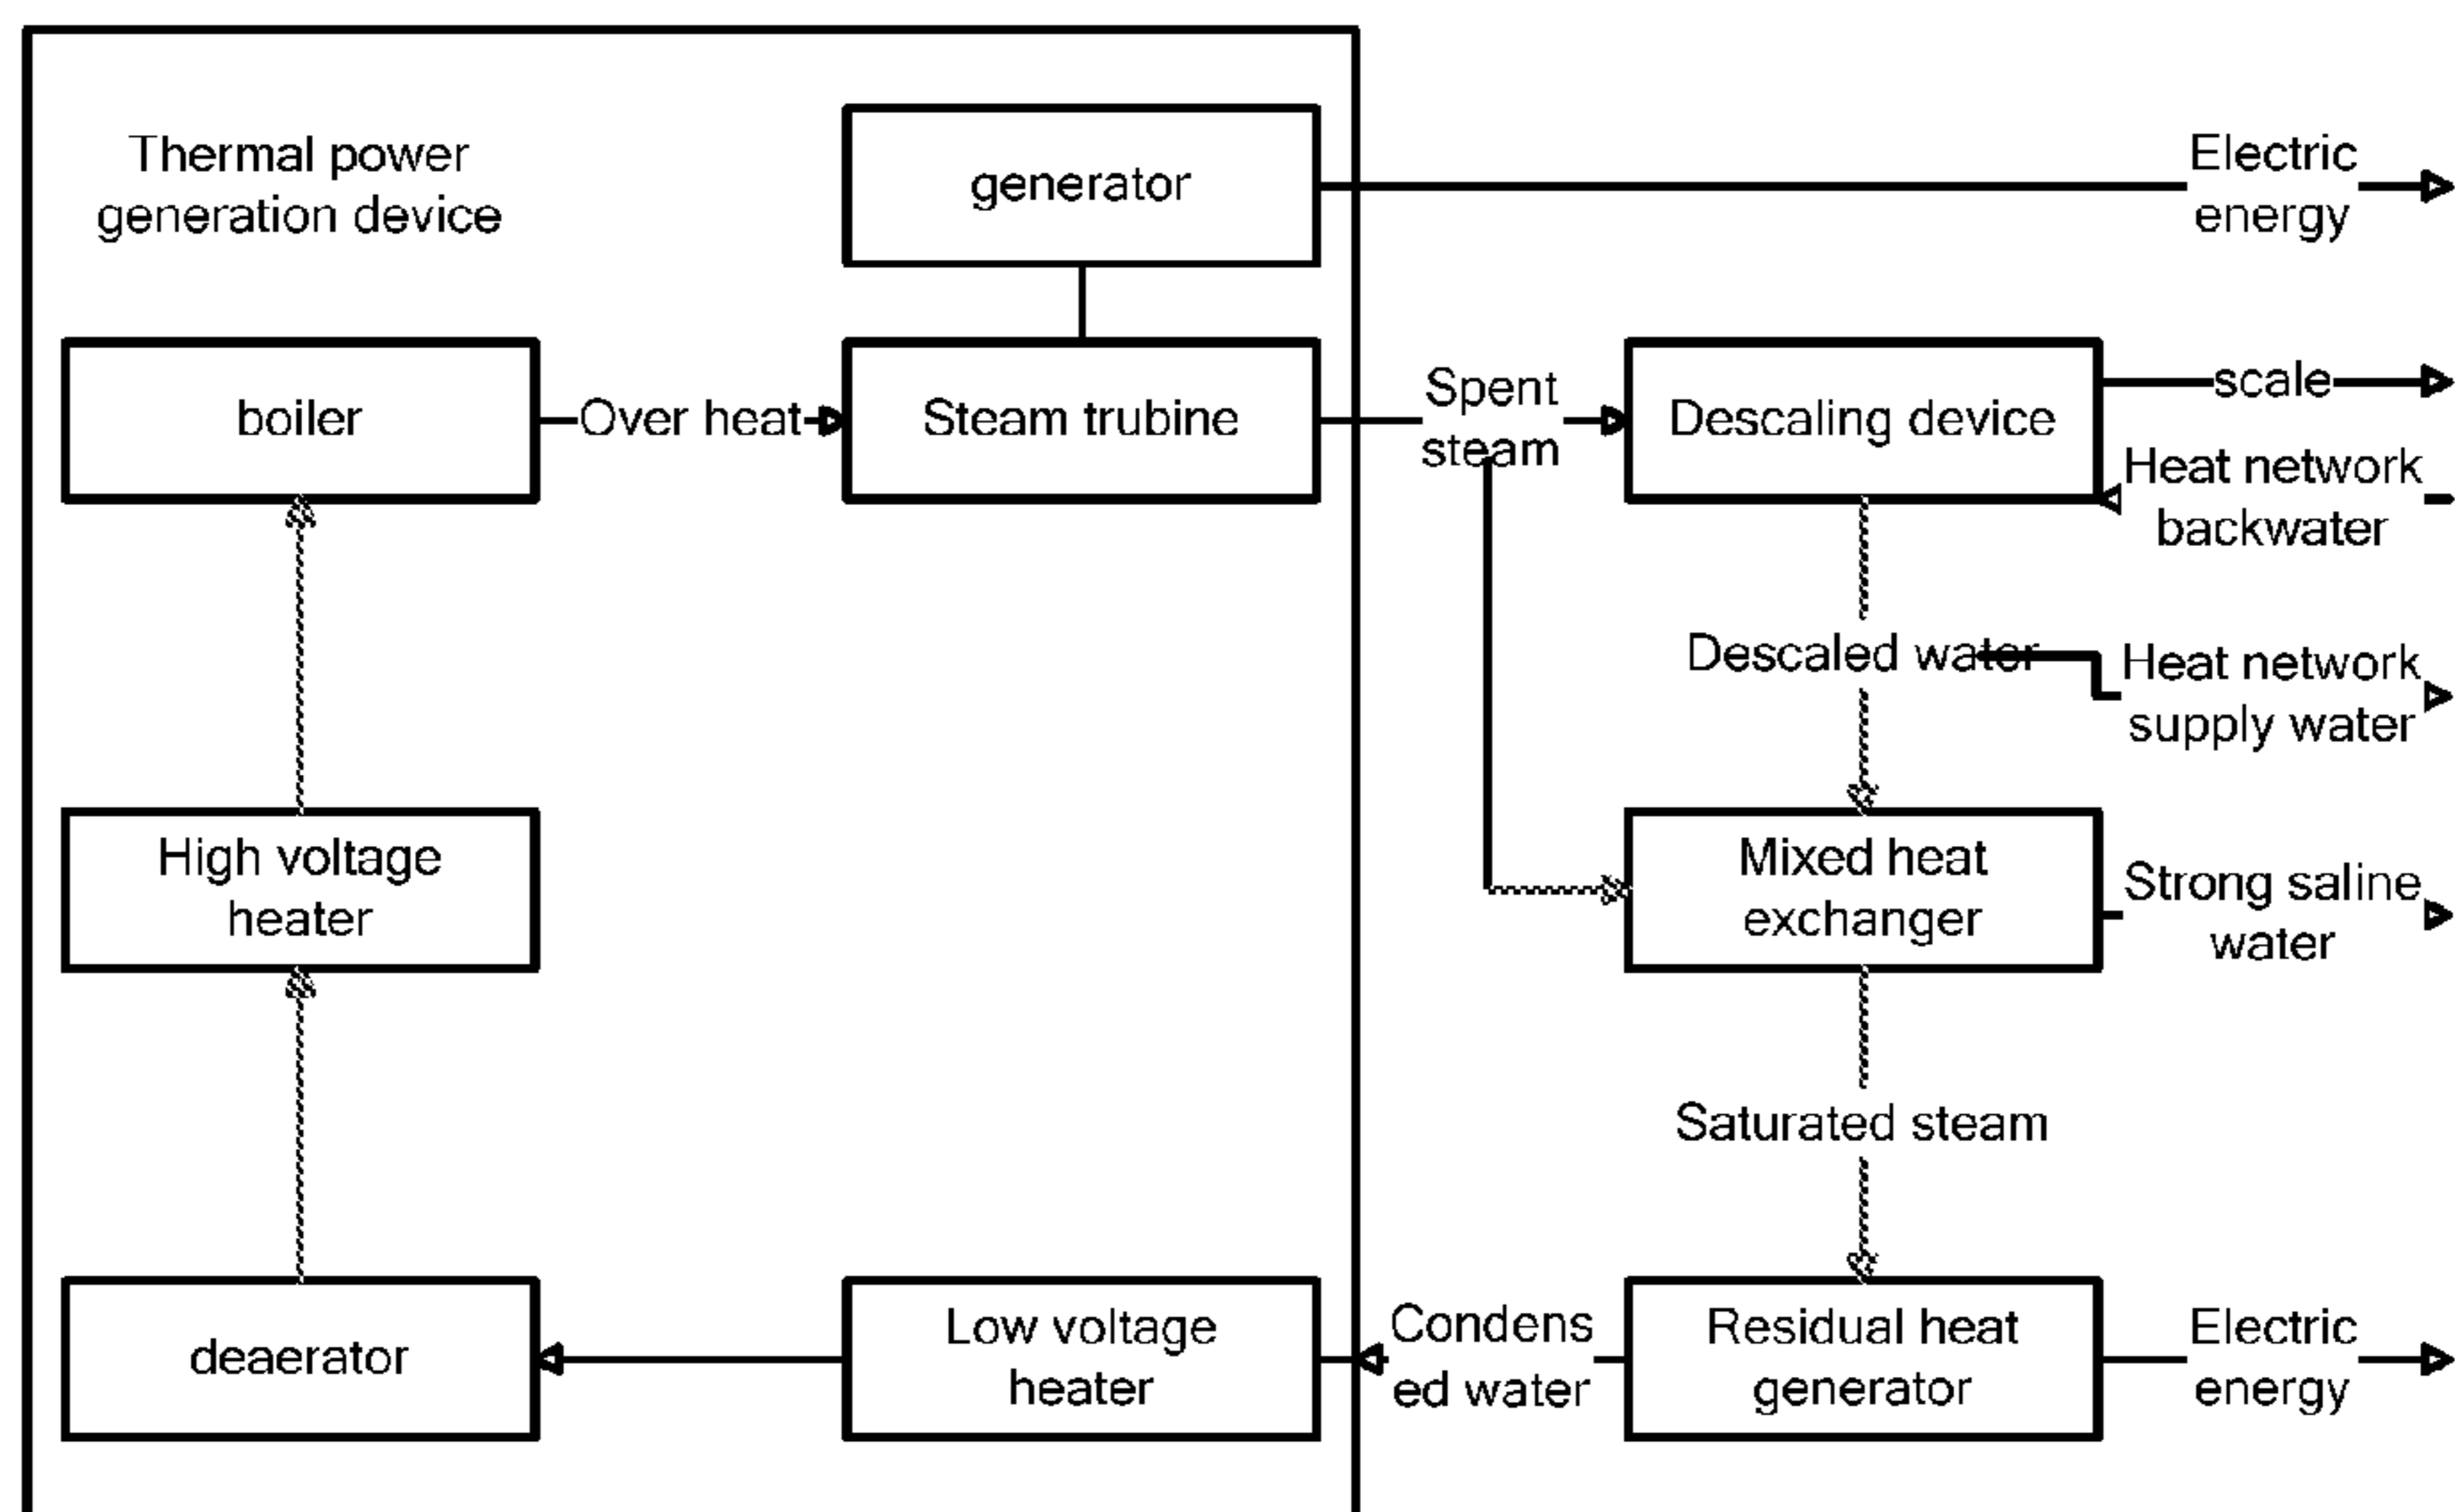 Thermal power
generation device
generator
Electric
energy
boiler
Over heat
Steam trubine
Spent
steam
Descaling device
scale
Heat network
backwater
Descaled water
Heat network
supply water
High voltage
heater
Mixed heat
exchanger
Strong saline
water
Saturated steam
deaerator
Low voltage
heater
Condens
ed water
Residual heat
generator
Electric
energy